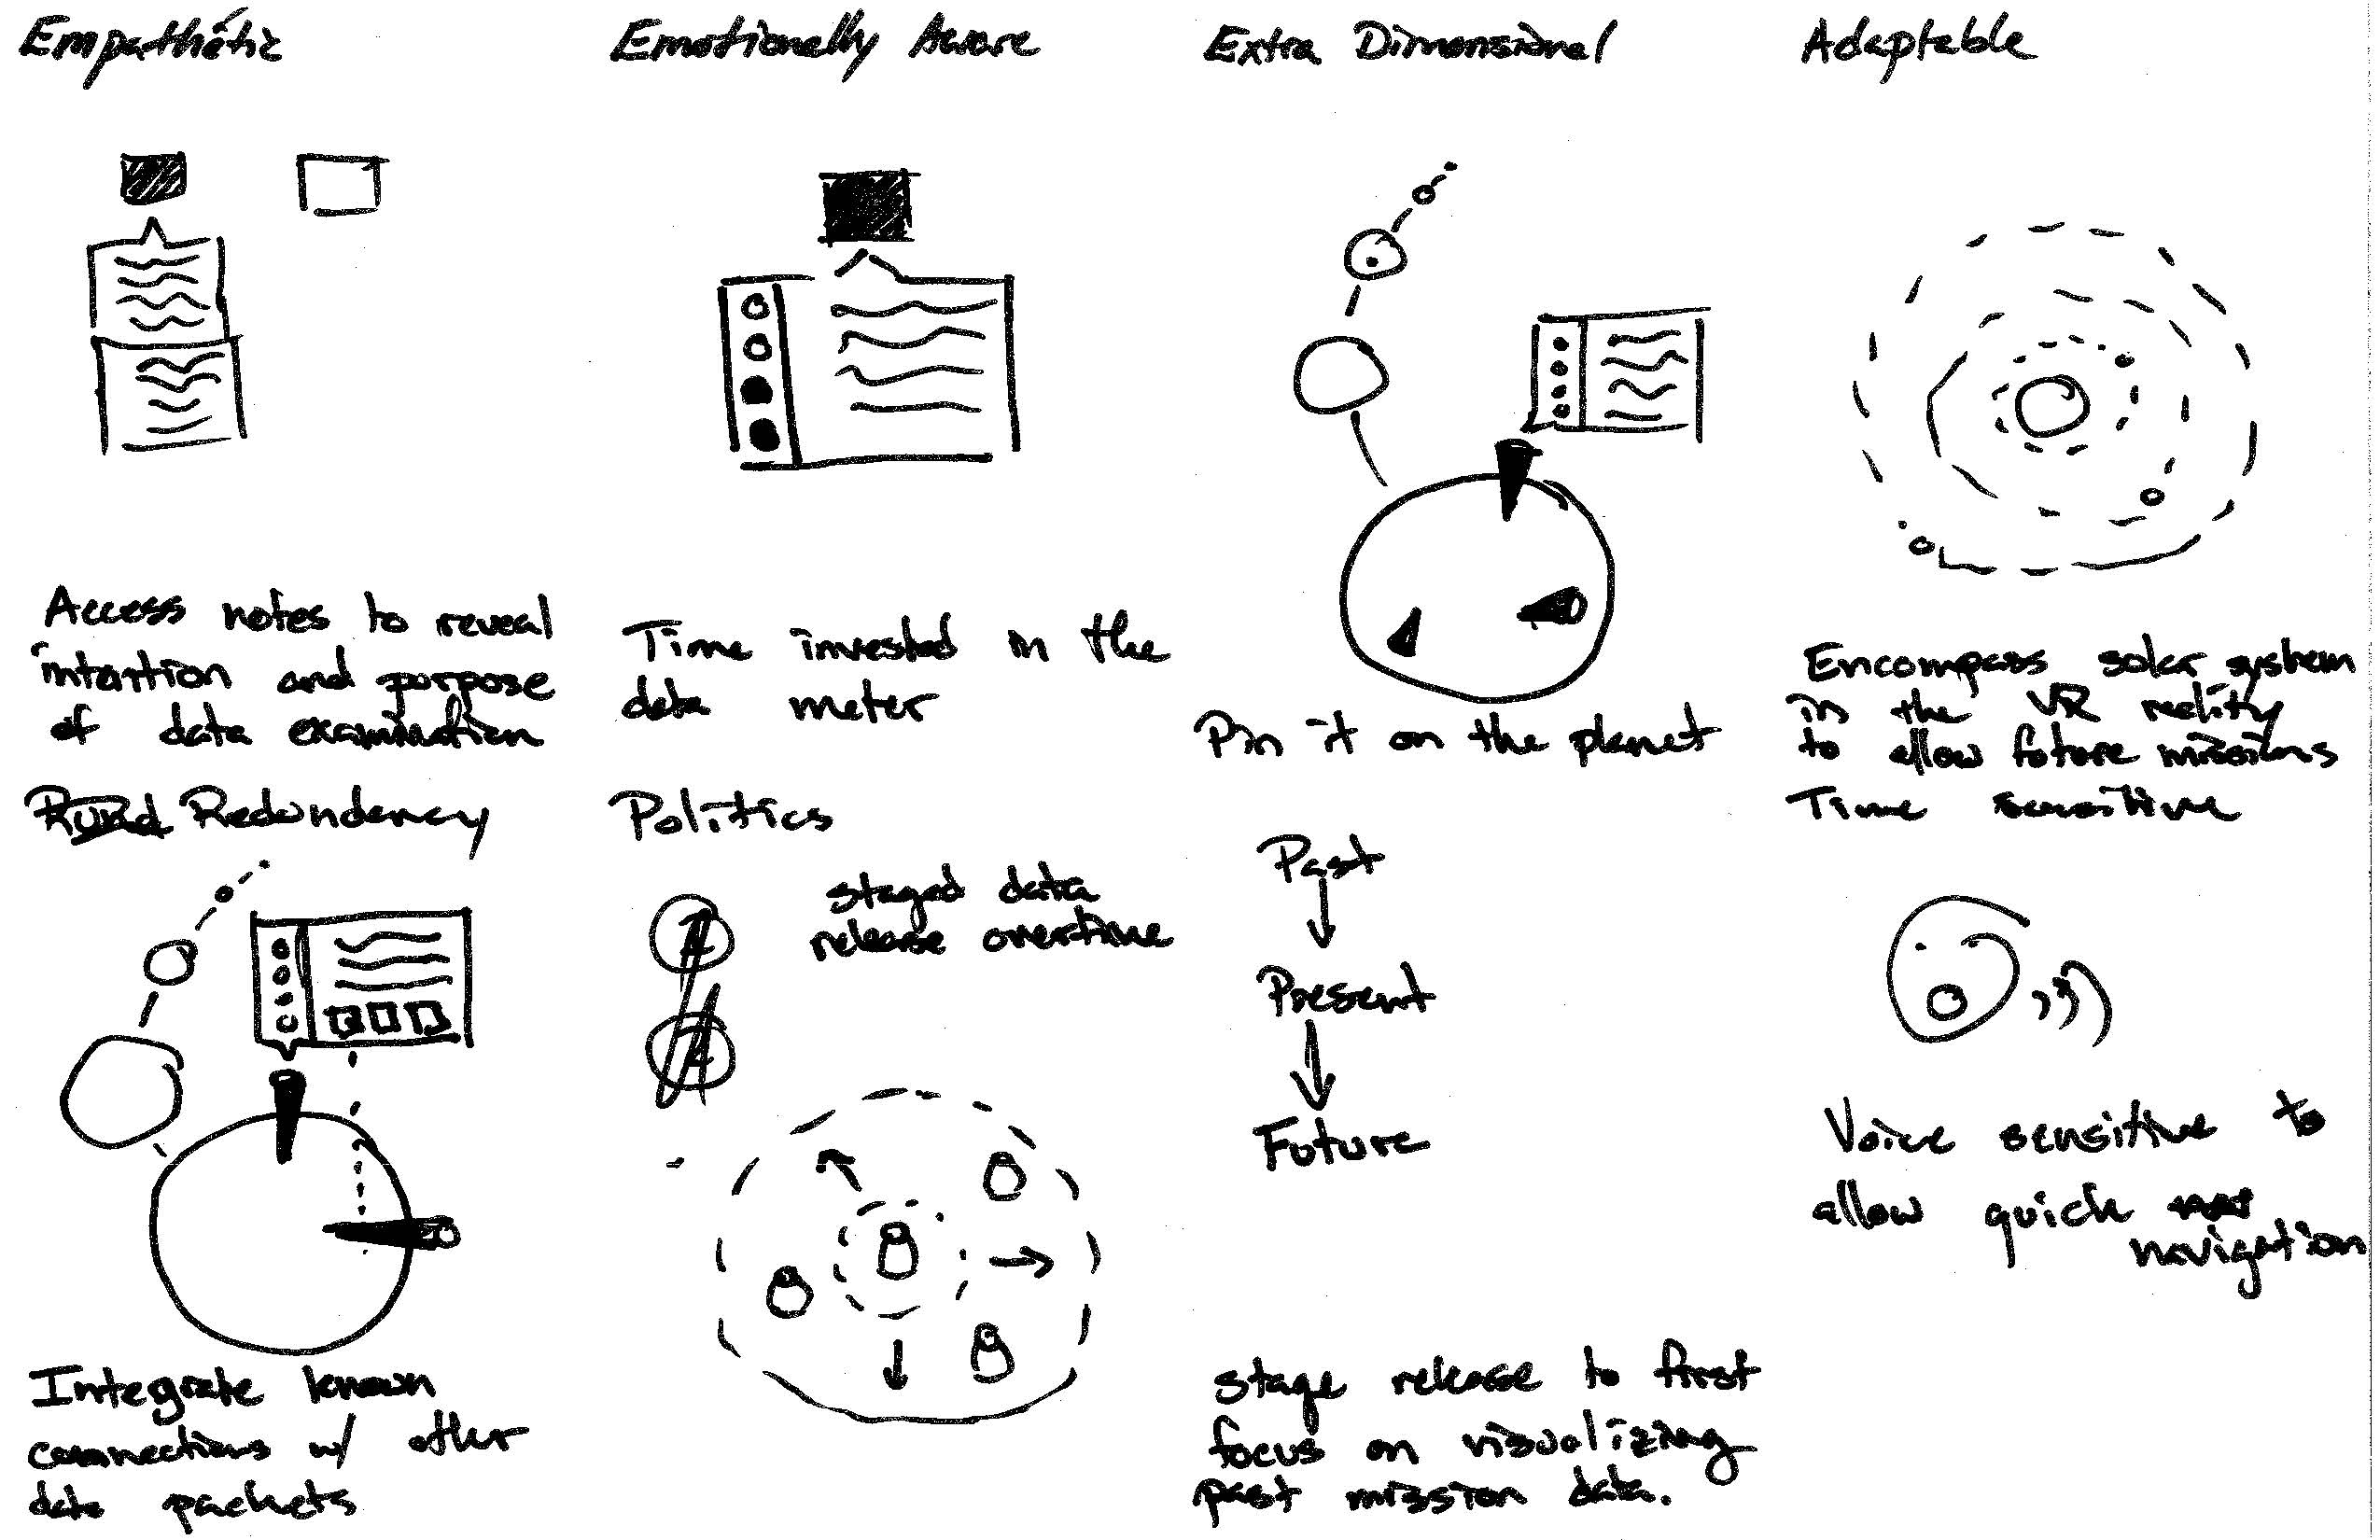 Empathetic
Access notes to reveal
intention and purpose
of data examination
Emotionally Aware
Time invested in the
data meter
Extra Dimensional
Pin it on the planet
Adaptable
Encompass solar system
in the VR reality
to allow future missions
Redundency
Integrate known
connections w/ other
data packets
Politics
staged data
release overtime
Past
Present
Future
stage release to first
focus on visualizing
past mission data.
Time sensitive
Voice sensitive to
allow quick
navigation